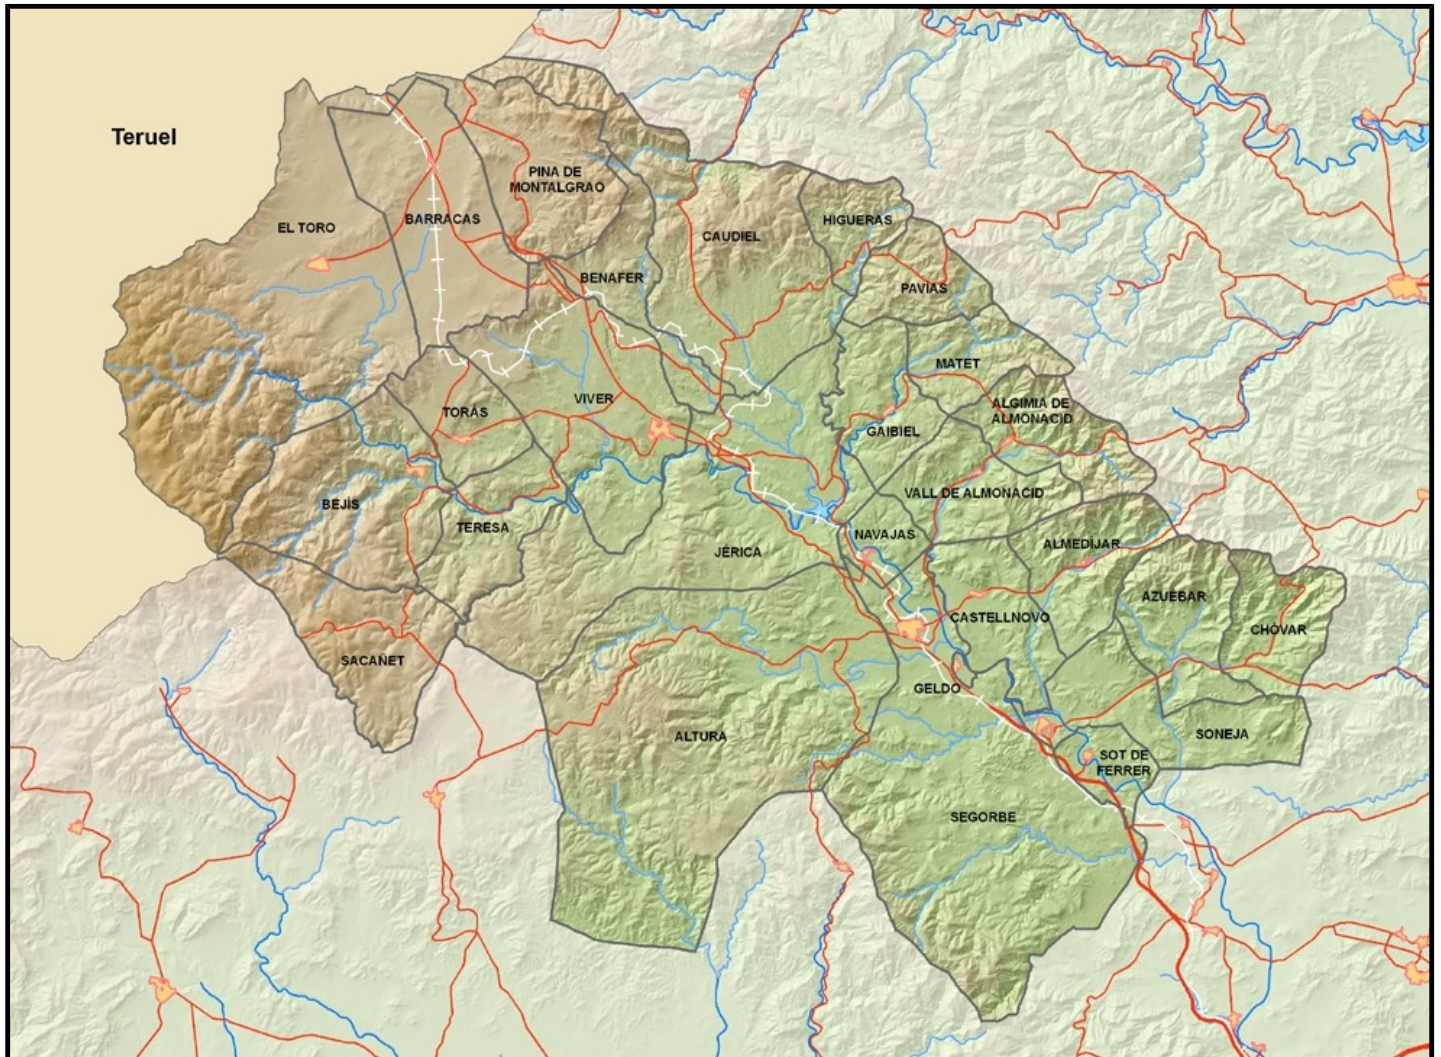 Teruel
PINA DE
MONTALGRAO
EL TORO
BARRACAS
HIGUERAS
CAUDIEL
BENAFER
PAVÍAS
MATET
TORÁS
VIVER
ALGIMIA DE
ALMONACID
GAIBIEL
BEJÍS
VALL DE ALMONACID
TERESA
NAVAJAS
JÉRICA
ALMEDÍJAR
AZUEBAR
CASTELLNOVO
CHÓVAR
SACAÑET
GELDO
ALTURA
SONEJA
SOT DE
FERRER
SEGORBE